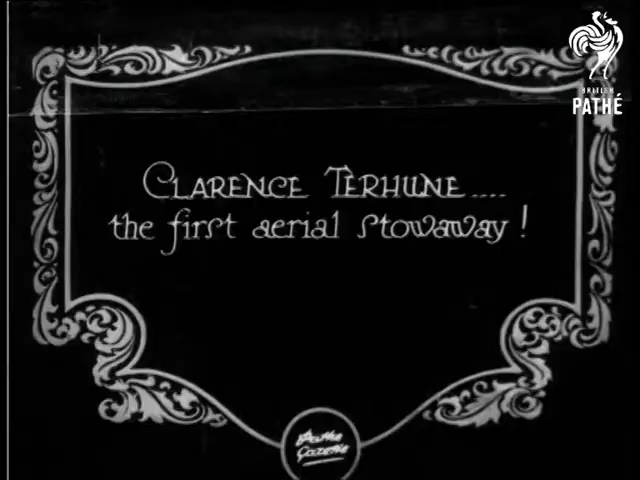 BRITISH
PATHÉ
CLARENCE TERHUNE....
the first aerial stowaway!
Pathe
Gazette